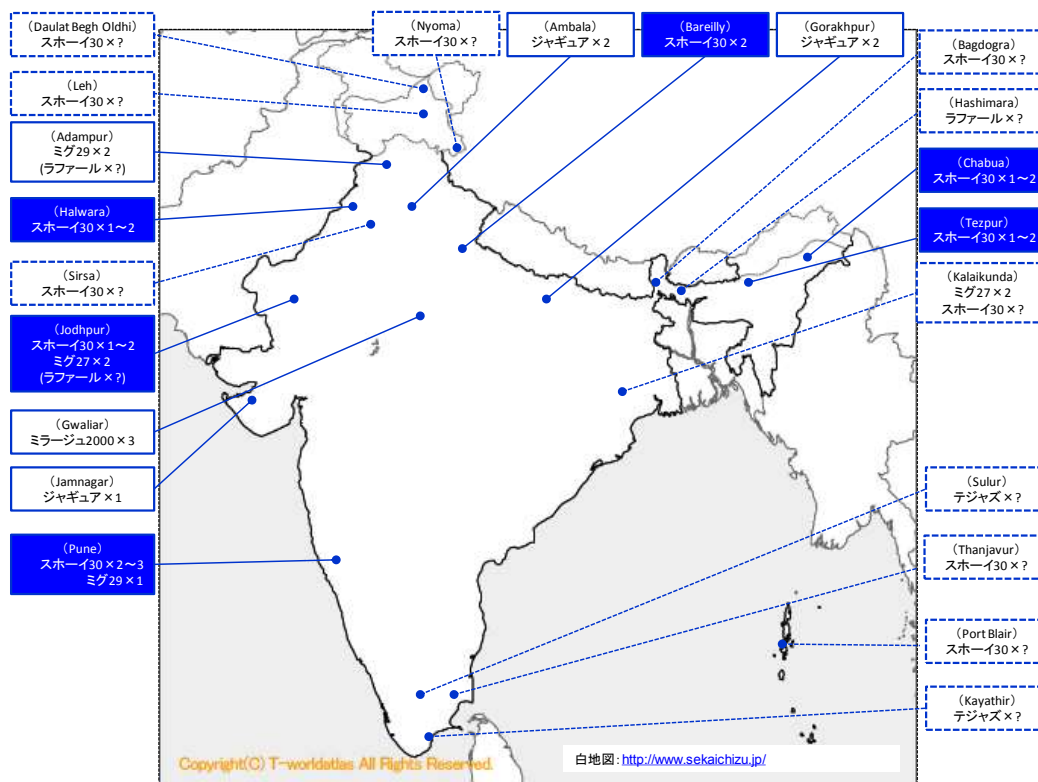 （Daulat Begh Oldhi）
スホーイ30×？
（Leh）
スホーイ30×？
（Adampur）
ミグ29×2
(ラファール×？)
（Halwara）
スホーイ30×1～2
（Sirsa）
スホーイ30×？
（Jodhpur）
スホーイ30×1～2
ミグ27×2
(ラファール×？)
（Gwaliar）
ミラージュ2000×3
（Jamnagar）
ジャギュア×1
（Pune）
スホーイ30×2～3
ミグ29×1
（Nyoma）
スホーイ30×？
（Ambala）
ジャギュア×2
（Bareilly）
スホーイ30×2
（Gorakhpur）
ジャギュア×2
（Bagdogra）
スホーイ30×？
（Hashimara）
ラファール×？
（Chabua）
スホーイ30×1～2
（Tezpur）
スホーイ30×1～2
（Kalaikunda）
ミグ27×2
スホーイ30×？
（Sulur）
テジャズ×？
（Thanjavur）
スホーイ30×？
（Port Blair）
スホーイ30×？
（Kayathir）
テジャズ×？
Copyright(C) T-worldatlas All Rights Reserved.
白地図：http://www.sekaichizu.jp/